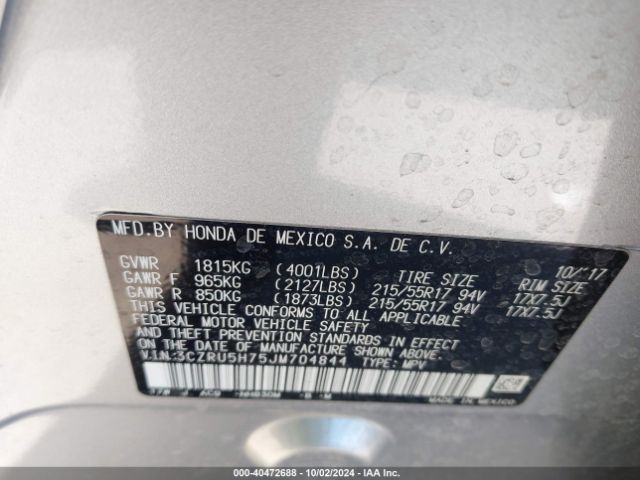 MFD.BY HONDA DE MEXICO S.A. DE C.V.
10/'17
GVWR 1815KG (4001LBS) TIRE SIZE RIM SIZE
GAWR F 965KG (2127LBS) 215/55R17 94V 17X7.5J
GAWR R 850KG (1873LBS) 215/55R17 94V 17X7.5J
THIS VEHICLE CONFORMS TO ALL APPLICABLE
FEDERAL MOTOR VEHICLE SAFETY
AND THEFT PREVENTION STANDARDS IN EFFECT
ON THE DATE OF MANUFACTURE SHOWN ABOVE.
V.I.N:3CZRU5H75JM704844 TYPE: MPV
MADE IN MEXICO
000-40472688 - 10/02/2024 - IAA Inc.